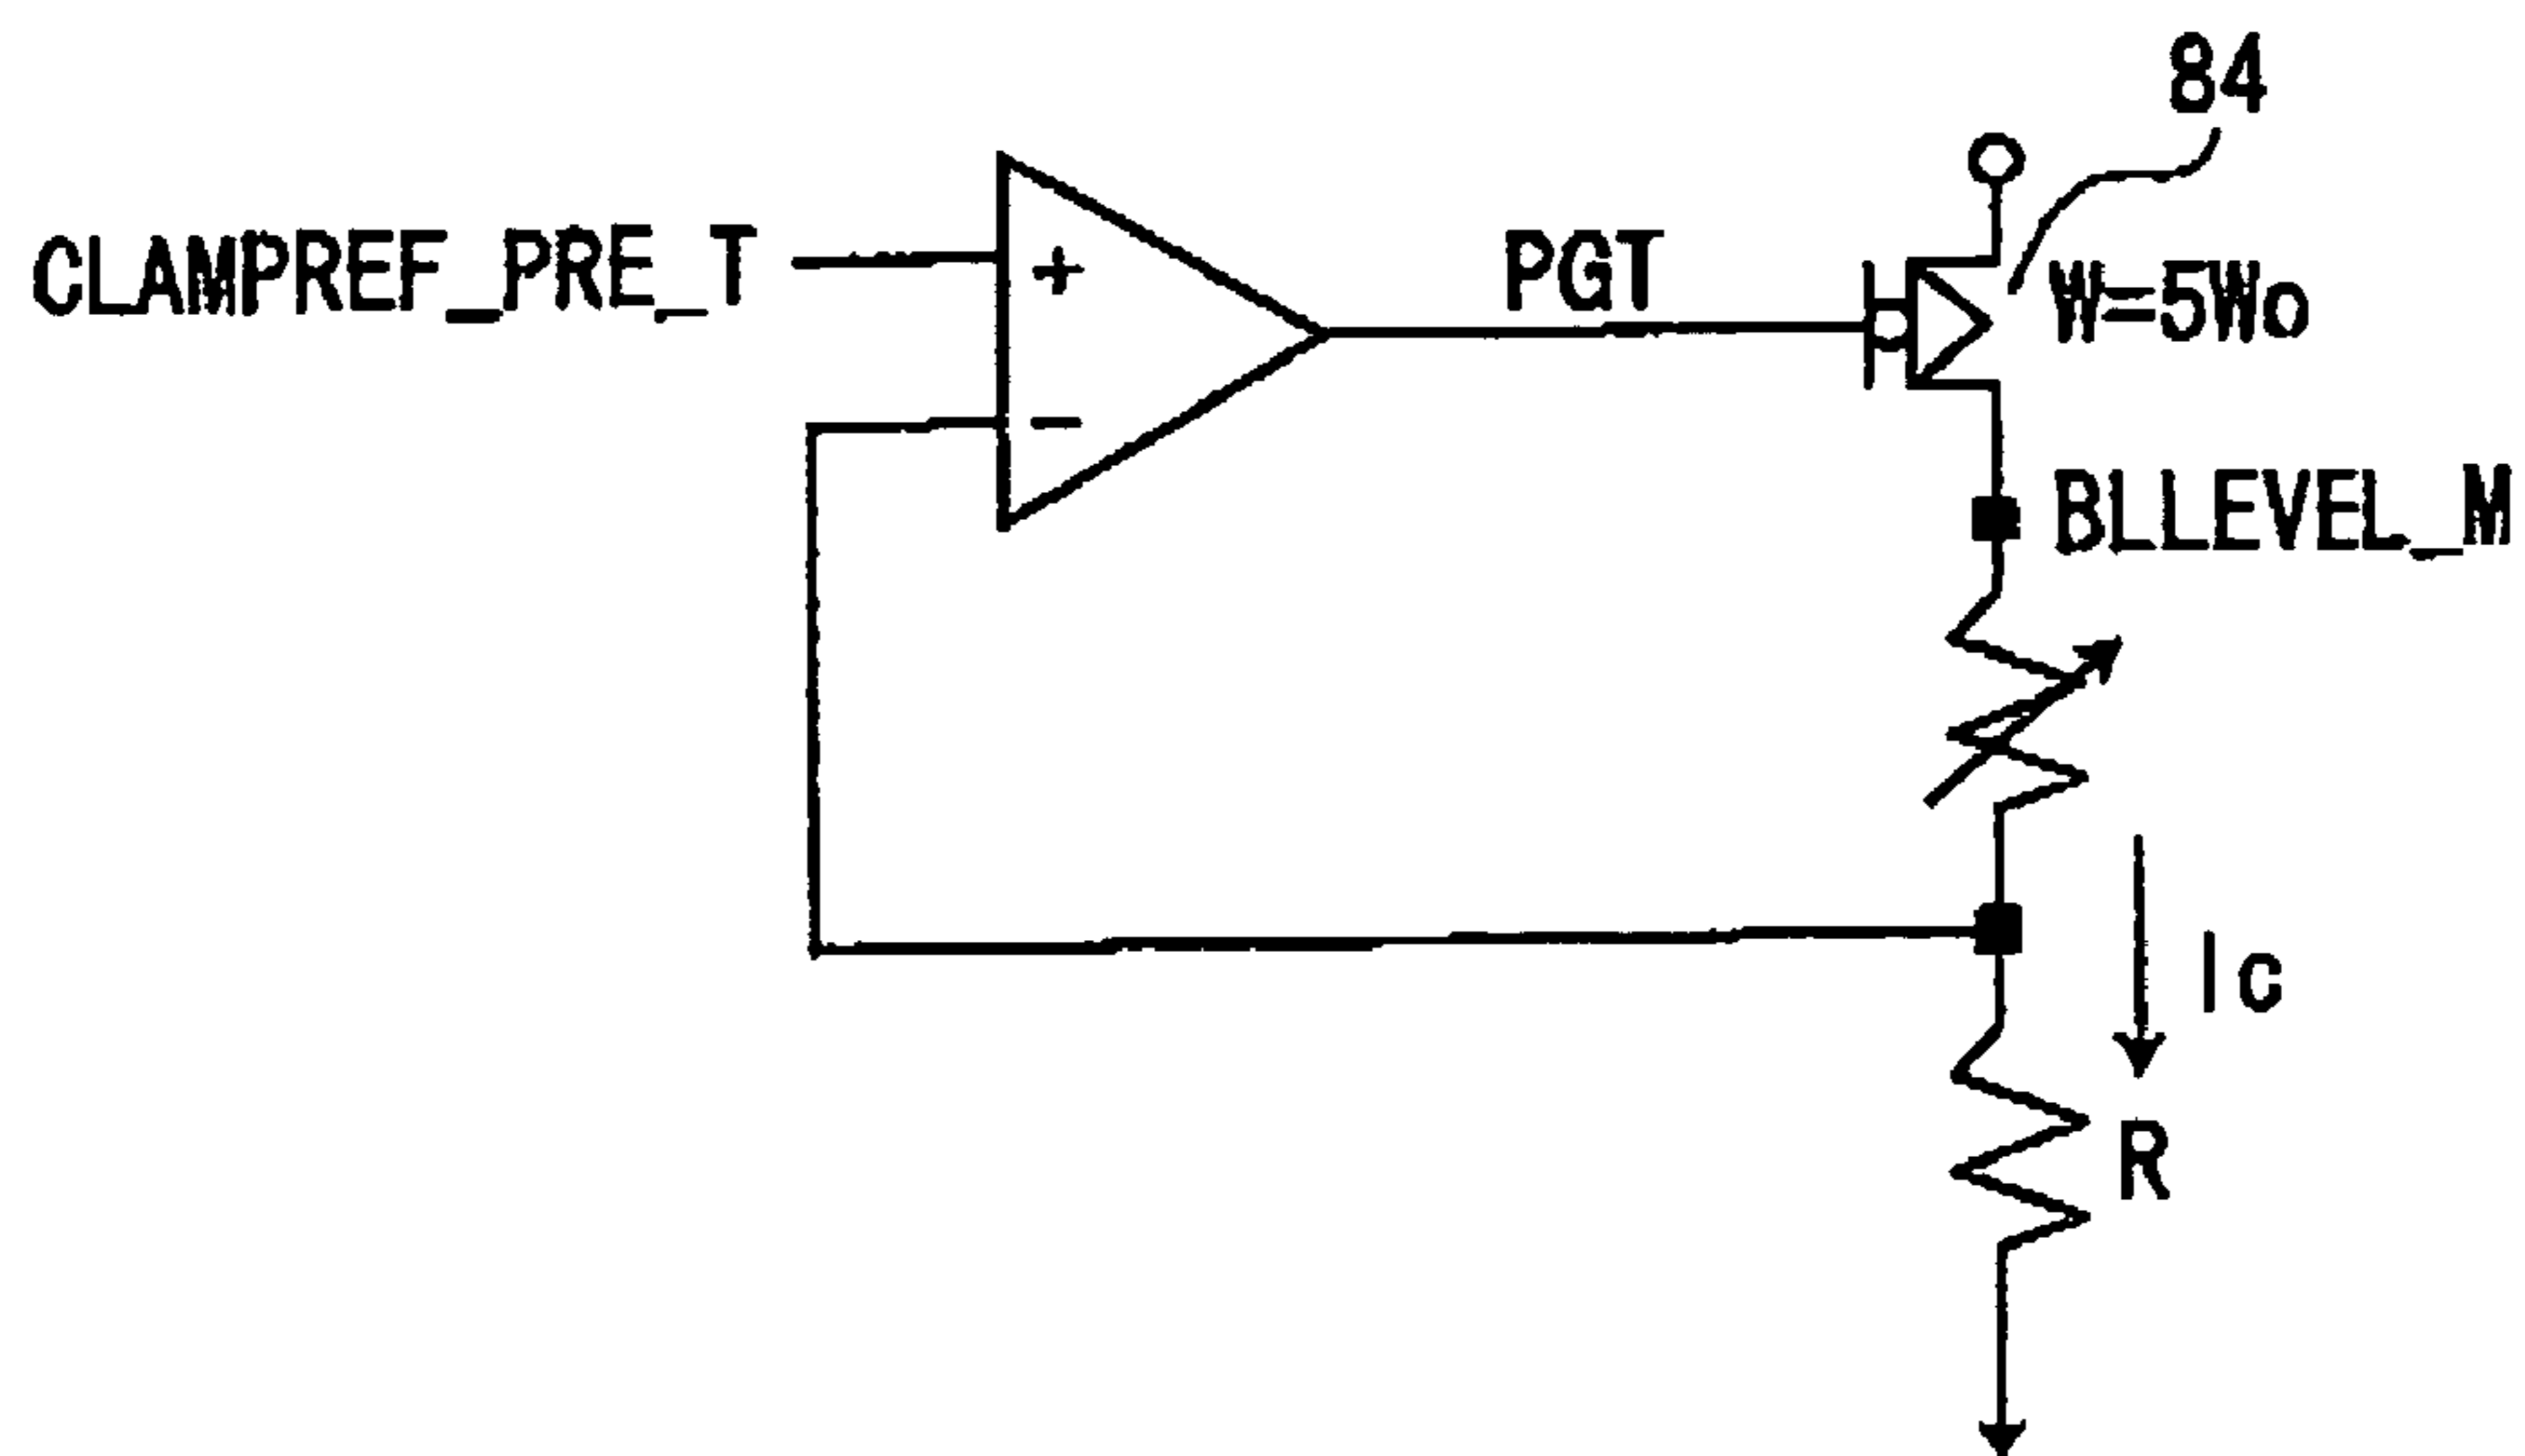 84
CLAMPREF_PRE_T
+
PGT
W=5Wo
−
BLLEVEL_M
Ic
R